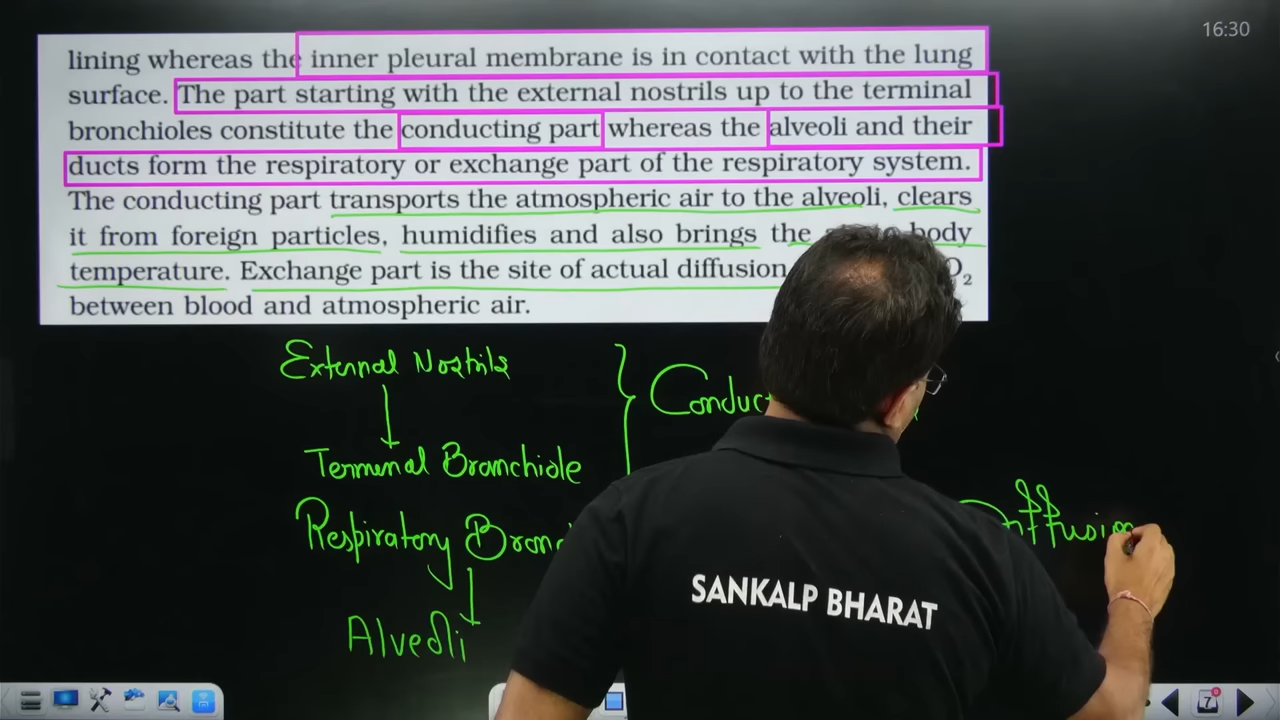 16:30
lining whereas the inner pleural membrane is in contact with the lung
surface. The part starting with the external nostrils up to the terminal
bronchioles constitute the conducting part whereas the alveoli and their
ducts form the respiratory or exchange part of the respiratory system.
The conducting part transports the atmospheric air to the alveoli, clears
it from foreign particles, humidifies and also brings the body
temperature. Exchange part is the site of actual diffusion
between blood and atmospheric air.
External Nostrils
Terminal Bronchiole
Respiratory
Alveoli
SANKALP BHARAT
7